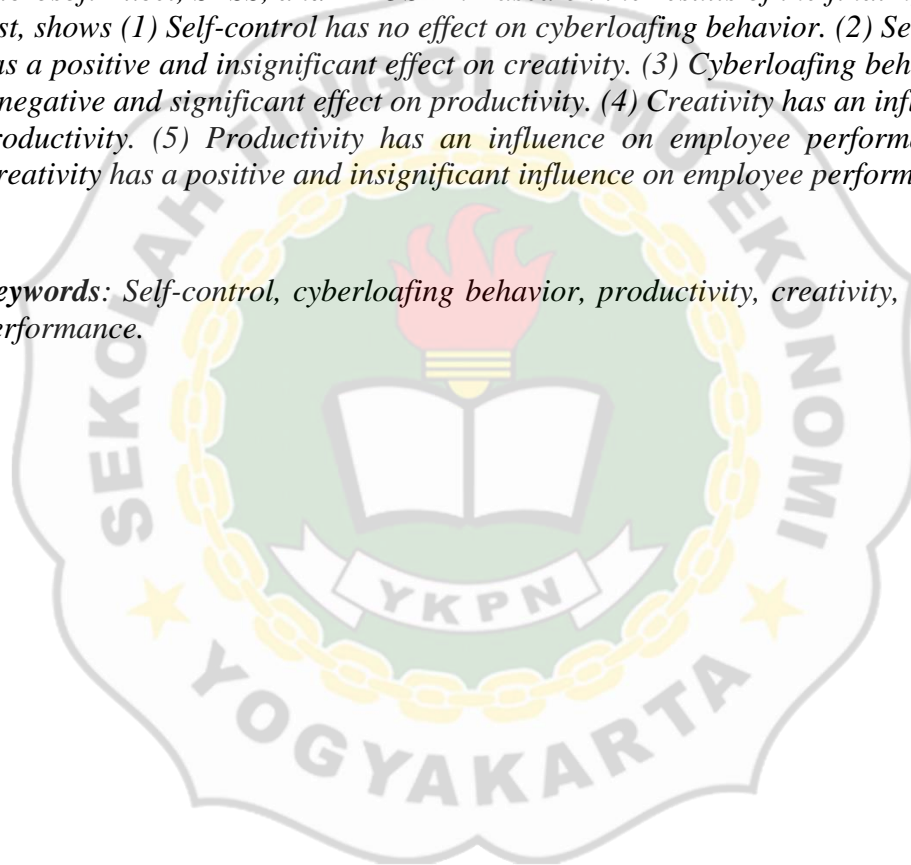 st, shows (1) Self-control has no effect on cyberloafing behavior. (2) Se
as a positive and insignificant effect on creativity. (3) Cyberloafing beh
negative and significant effect on productivity. (4) Creativity has an infl
roductivity. (5) Productivity has an influence on employee perform
reativity has a positive and insignificant influence on employee perform
eywords: Self-control, cyberloafing behavior, productivity, creativity,
erformance.
SEKOLAH TINGGI ILMU EKONOMI
YKPN
YOGYAKARTA